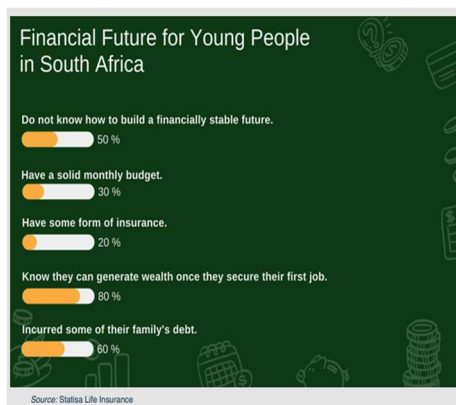 Financial Future for Young People
in South Africa
Do not know how to build a financially stable future.
50 %
Have a solid monthly budget.
30 %
Have some form of insurance.
20 %
Know they can generate wealth once they secure their first job.
80 %
Incurred some of their family's debt.
60 %
Source: Statisa Life Insurance